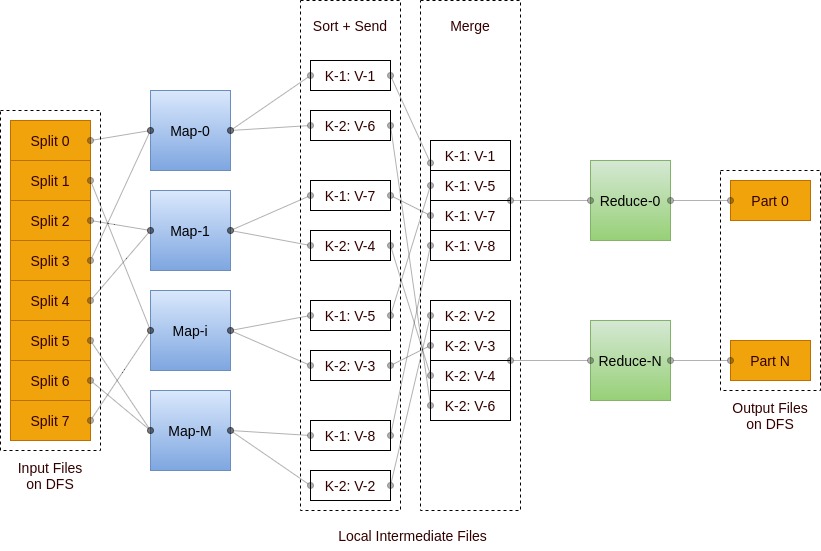 Sort + Send
Merge
Split 0
Split 1
Split 2
Split 3
Split 4
Split 5
Split 6
Split 7
Input Files
on DFS
Map-0
Map-1
Map-i
Map-M
K-1: V-1
K-2: V-6
K-1: V-7
K-2: V-4
K-1: V-5
K-2: V-3
K-1: V-8
K-2: V-2
K-1: V-1
K-1: V-5
K-1: V-7
K-1: V-8
K-2: V-2
K-2: V-3
K-2: V-4
K-2: V-6
Local Intermediate Files
Reduce-0
Reduce-N
Part 0
Part N
Output Files
on DFS